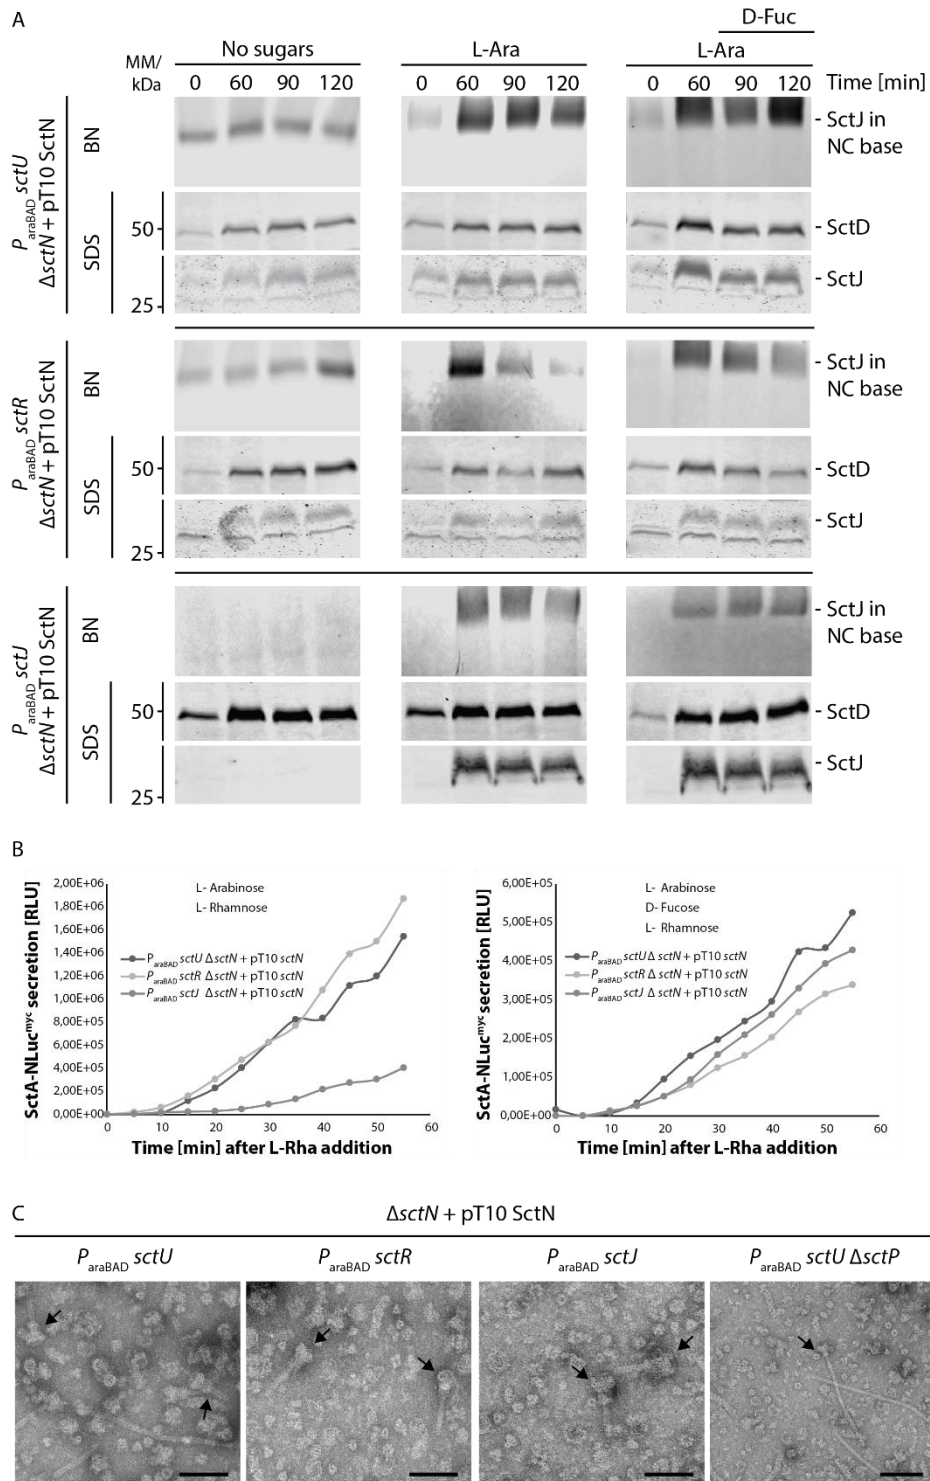 A
D-Fuc
No sugars
L-Ara
L-Ara
MM/
kDa
0 60 90 120
0 60 90 120
0 60 90 120
Time [min]
P araBAD sctU
ΔsctN + pT10 SctN
BN
SDS
50
25
- SctJ in
NC base
- SctD
- SctJ
P araBAD sctR
ΔsctN + pT10 SctN
BN
SDS
50
25
- SctJ in
NC base
- SctD
- SctJ
P araBAD sctJ
ΔsctN + pT10 SctN
BN
SDS
50
25
- SctJ in
NC base
- SctD
- SctJ
B
SctA-NLuc^myc secretion [RLU]
2,00E+06
1,80E+06
1,60E+06
1,40E+06
1,20E+06
1,00E+06
8,00E+05
6,00E+05
4,00E+05
2,00E+05
0,00E+00
L- Arabinose
L- Rhamnose
P araBAD sctU ΔsctN + pT10 sctN
P araBAD sctR ΔsctN + pT10 sctN
P araBAD sctJ ΔsctN + pT10 sctN
0 10 20 30 40 50 60
Time [min] after L-Rha addition
SctA-NLuc^myc secretion [RLU]
6,00E+05
5,00E+05
4,00E+05
3,00E+05
2,00E+05
1,00E+05
0,00E+00
L- Arabinose
D- Fucose
L- Rhamnose
P araBAD sctU Δ sctN + pT10 sctN
P araBAD sctR Δ sctN + pT10 sctN
P araBAD sctJ Δ sctN + pT10 sctN
0 10 20 30 40 50 60
Time [min] after L-Rha addition
C
ΔsctN + pT10 SctN
P araBAD sctU
P araBAD sctR
P araBAD sctJ
P araBAD sctU ΔsctP